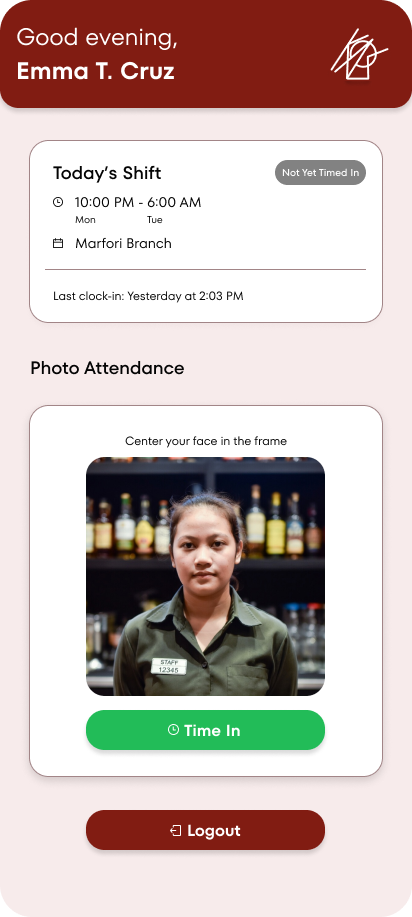 Good evening,
Emma T. Cruz
Today's Shift
Not Yet Timed In
10:00 PM - 6:00 AM
Mon Tue
Marfori Branch
Last clock-in: Yesterday at 2:03 PM
Photo Attendance
Center your face in the frame
STAFF
12345
Time In
Logout